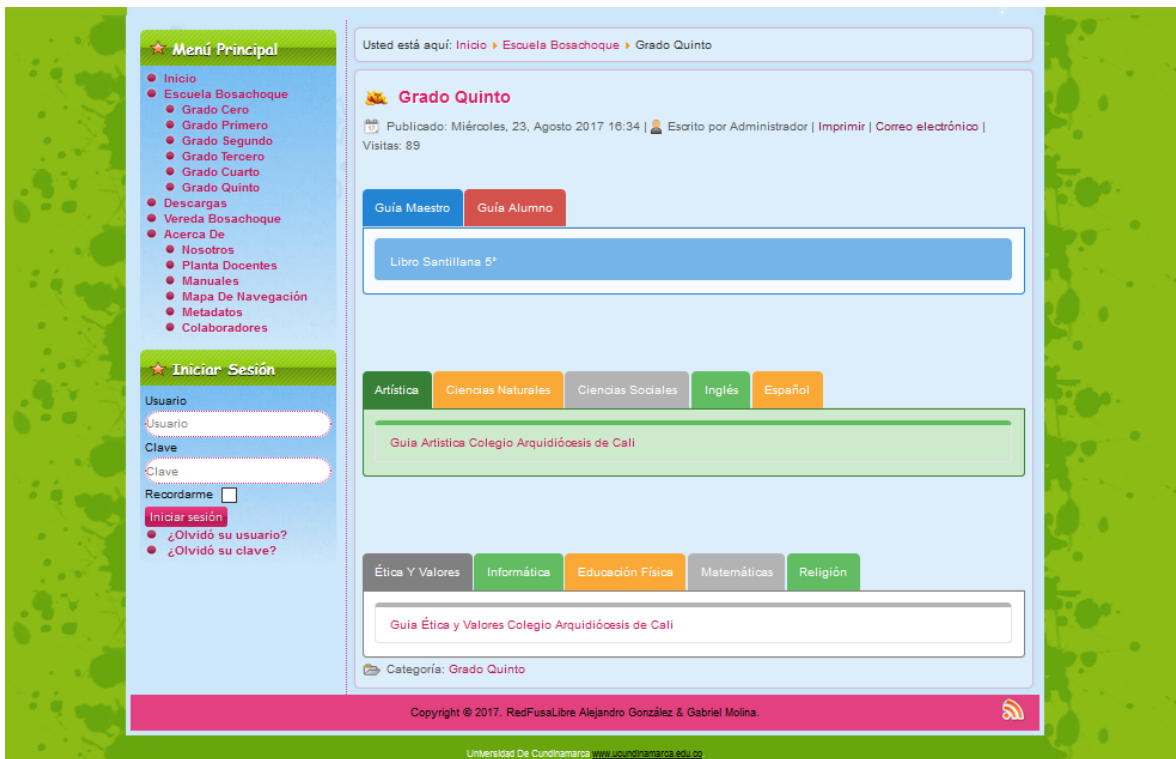 Menú Principal
Inicio
Escuela Bosachoque
Grado Cero
Grado Primero
Grado Segundo
Grado Tercero
Grado Cuarto
Grado Quinto
Descargas
Vereda Bosachoque
Acerca De
Nosotros
Planta Docentes
Manuales
Mapa De Navegación
Metadatos
Colaboradores
Iniciar Sesión
Usuario
Usuario
Clave
Clave
Recordarme
Iniciar sesión
¿Olvidó su usuario?
¿Olvidó su clave?
Usted está aquí: Inicio Escuela Bosachoque Grado Quinto
Grado Quinto
Publicado: Miércoles, 23, Agosto 2017 16:34 | Escrito por Administrador | Imprimir | Correo electrónico |
Visitas: 89
Guía Maestro Guía Alumno
Libro Santillana 5°
Artística Ciencias Naturales Ciencias Sociales Inglés Español
Guia Artistica Colegio Arquidiócesis de Cali
Ética Y Valores Informática Educación Física Matemáticas Religión
Guia Ética y Valores Colegio Arquidiócesis de Cali
Categoría: Grado Quinto
Copyright © 2017. RedFusaLibre Alejandro González & Gabriel Molina.
Universidad De Cundinamarca www.ucundinamarca.edu.co